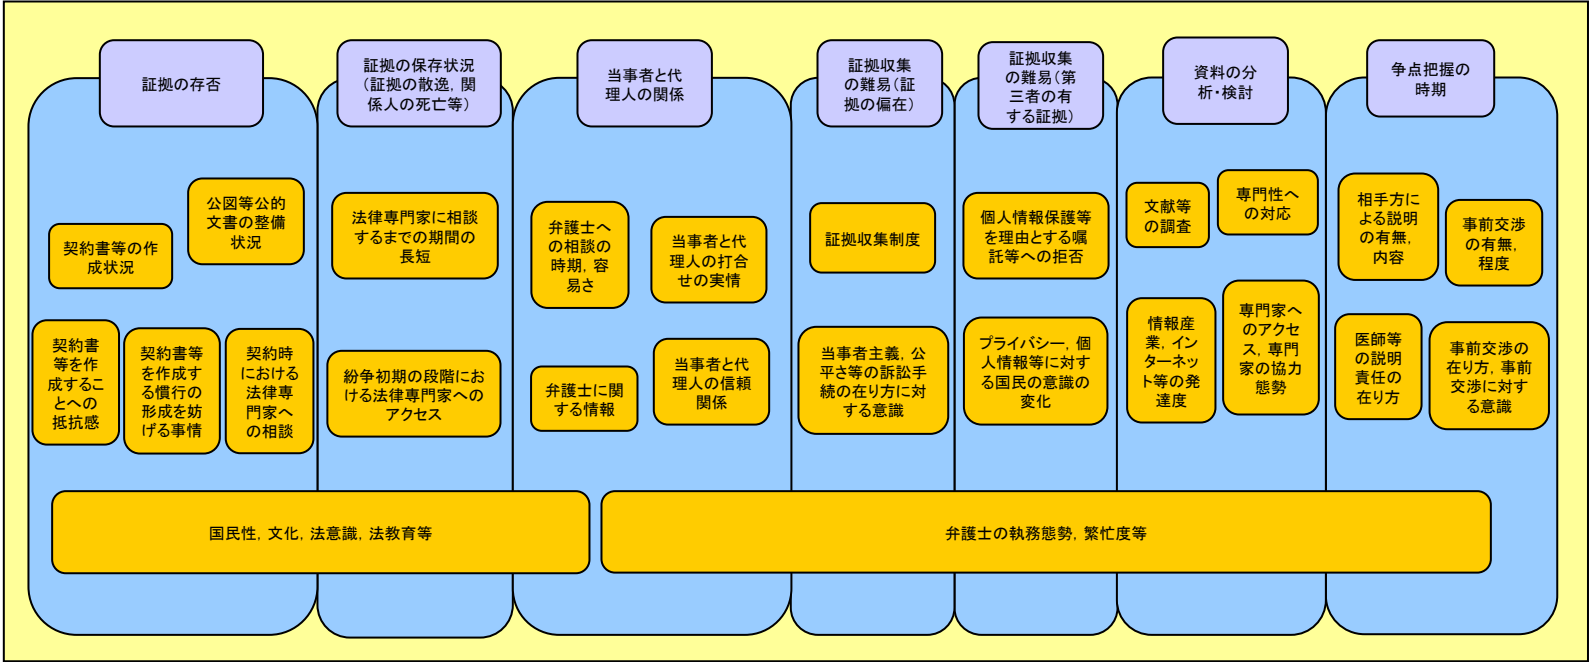 証拠の存否
証拠の保存状況
(証拠の散逸, 関
係人の死亡等)
当事者と代
理人の関係
証拠収集
の難易(証
拠の偏在)
証拠収集
の難易(第
三者の有
する証拠)
資料の分
析・検討
争点把握の
時期
契約書等の作
成状況
公図等公的
文書の整備
状況
契約書
等を作
成するこ
とへの
抵抗感
契約書等
を作成す
る慣行の
形成を妨
げる事情
契約時
における
法律専
門家へ
の相談
法律専門家に相談
するまでの期間の
長短
紛争初期の段階にお
ける法律専門家への
アクセス
弁護士へ
の相談の
時期, 容
易さ
当事者と代
理人の打合
せの実情
弁護士に関
する情報
当事者と代
理人の信頼
関係
証拠収集制度
当事者主義, 公
平さ等の訴訟手
続の在り方に対
する意識
個人情報保護等
を理由とする嘱
託等への拒否
プライバシー, 個
人情報等に対す
る国民の意識の
変化
文献等
の調査
専門性へ
の対応
情報産
業, イン
ターネッ
ト等の発
達度
専門家へ
のアクセ
ス, 専門
家の協力
態勢
相手方に
よる説明
の有無,
内容
事前交渉
の有無,
程度
医師等
の説明
責任の
在り方
事前交渉の
在り方, 事前
交渉に対す
る意識
国民性, 文化, 法意識, 法教育等
弁護士の執務態勢, 繁忙度等